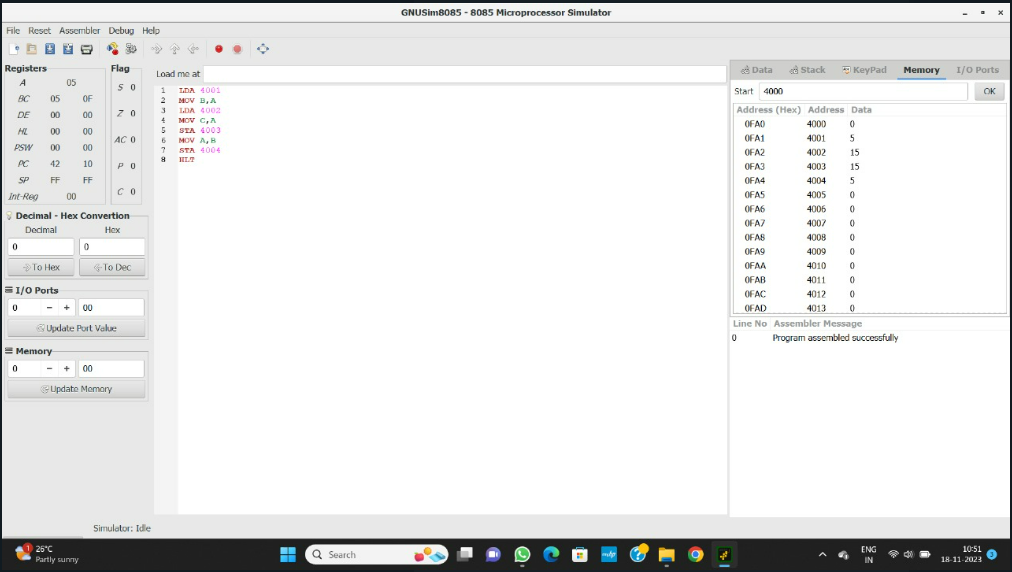 GNUSim8085 - 8085 Microprocessor Simulator
File Reset Assembler Debug Help
Registers
A 05
BC 05 0F
DE 00 00
HL 00 00
PSW 00 00
PC 42 10
SP FF FF
Int-Reg 00
Flag
S 0
Z 0
AC 0
P 0
C 0
Decimal - Hex Convertion
Decimal Hex
0 0
To Hex To Dec
I/O Ports
0 - + 00
Update Port Value
Memory
0 - + 00
Update Memory
Load me at
1 LDA 4001
2 MOV B,A
3 LDA 4002
4 MOV C,A
5 STA 4003
6 MOV A,B
7 STA 4004
8 HLT
Data Stack KeyPad Memory I/O Ports
Start 4000 OK
Address (Hex) Address Data
0FA0 4000 0
0FA1 4001 5
0FA2 4002 15
0FA3 4003 15
0FA4 4004 5
0FA5 4005 0
0FA6 4006 0
0FA7 4007 0
0FA8 4008 0
0FA9 4009 0
0FAA 4010 0
0FAB 4011 0
0FAC 4012 0
0FAD 4013 0
Line No Assembler Message
0 Program assembled successfully
Simulator: Idle
1
26°C
Partly sunny
Search
ENG
IN
10:51
18-11-2023
3